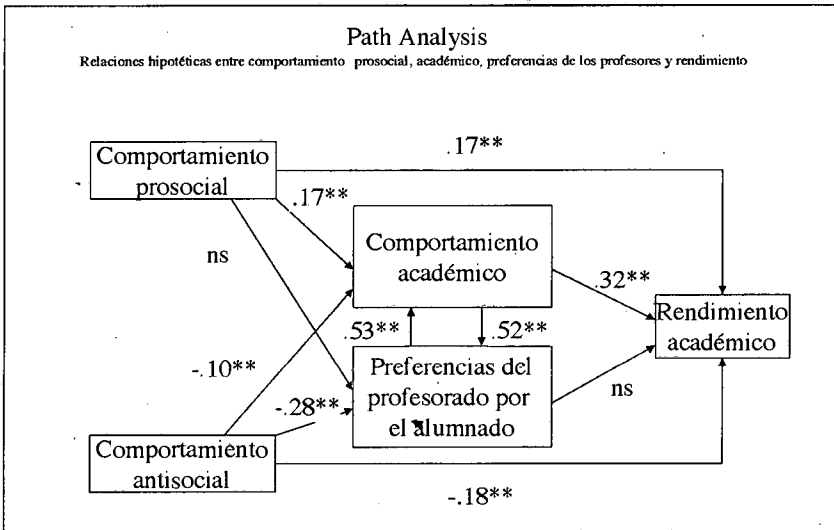 Path Analysis
Relaciones hipotéticas entre comportamiento prosocial, académico, preferencias de los profesores y rendimiento
Comportamiento
prosocial
.17**
.17**
ns
Comportamiento
académico
.32**
Rendimiento
académico
.53**
.52**
-.10**
Preferencias del
profesorado por
el alumnado
ns
-.28**
Comportamiento
antisocial
-.18**